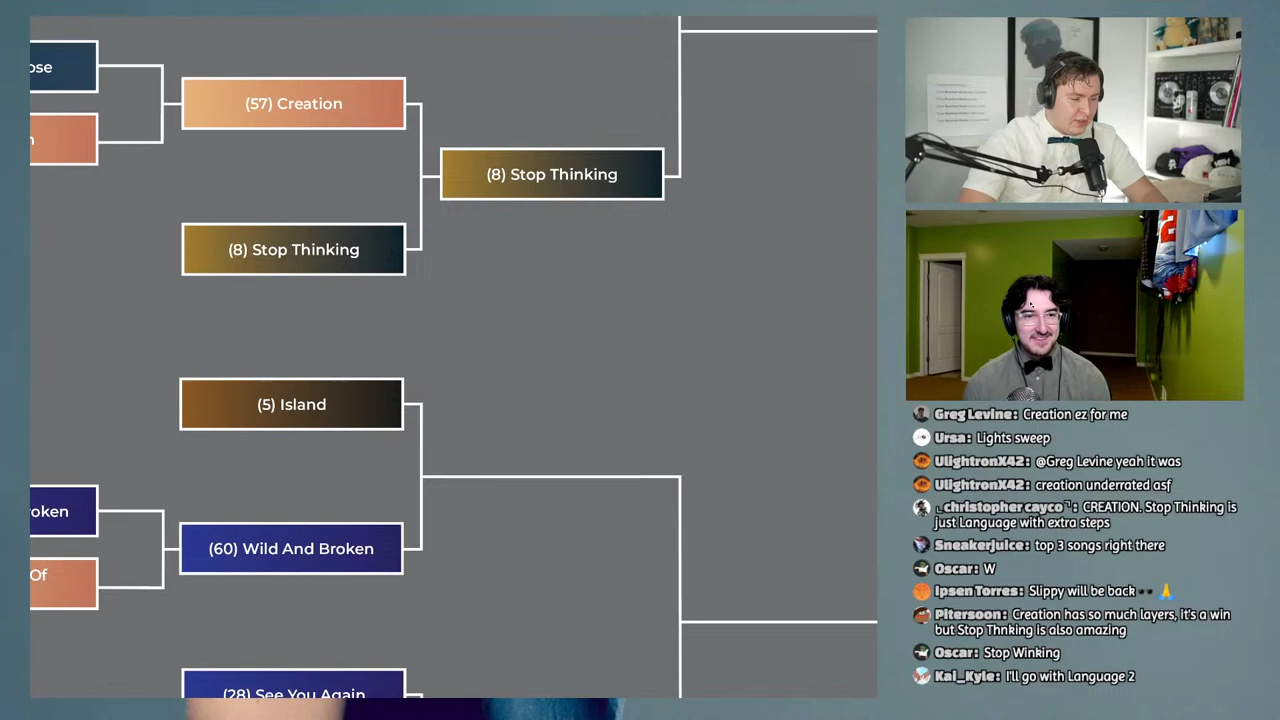 ose
(57) Creation
n
(8) Stop Thinking
(8) Stop Thinking
(5) Island
roken
(60) Wild And Broken
Of
(28) See You Again
Greg Levine: Creation ez for me
Ursa: Lights sweep
UlightronX42: @Greg Levine yeah it was
UlightronX42: creation underrated asf
⌞christopher cayco⌝: CREATION. Stop Thinking is
just Language with extra steps
Sneakerjuice: top 3 songs right there
Oscar: W
Ipsen Torres: Slippy will be back 🕶️ 🙏
Pitersoon: Creation has so much layers, it's a win
but Stop Thnking is also amazing
Oscar: Stop Winking
Kai_Kyle: I'll go with Language 2